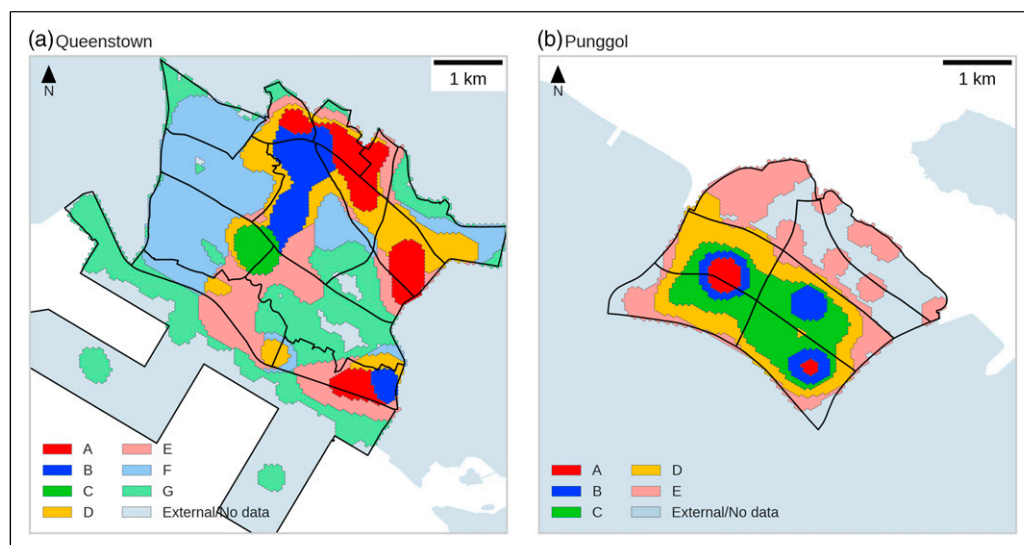 (a) Queenstown
N
1 km
A
B
C
D
E
F
G
External/No data
(b) Punggol
N
1 km
A
B
C
D
E
External/No data